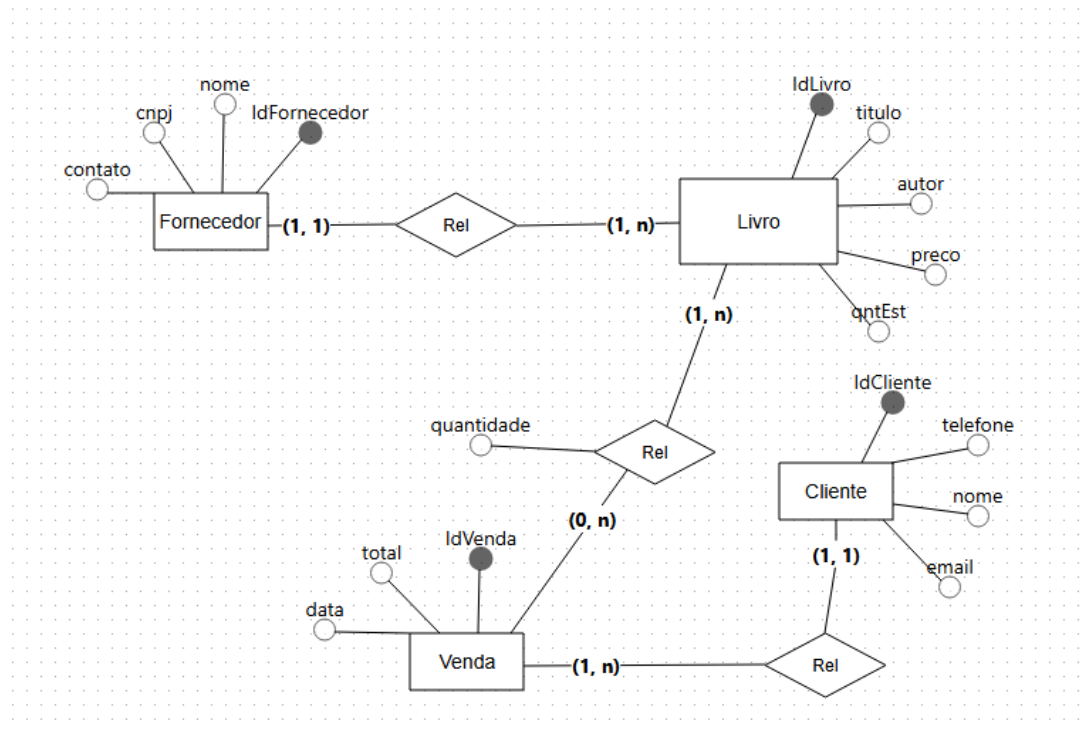 nome
IdLivro
cnpj
IdFornecedor
titulo
contato
autor
Fornecedor
(1, 1)
Rel
(1, n)
Livro
preco
qntEst
(1, n)
IdCliente
quantidade
Rel
telefone
Cliente
nome
(0, n)
IdVenda
total
(1, 1)
email
data
Venda
(1, n)
Rel